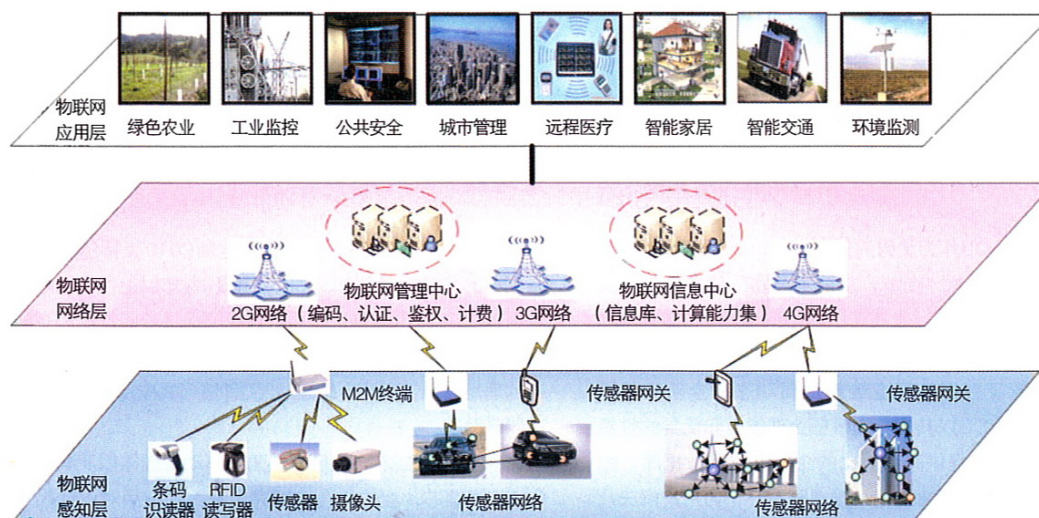 绿色农业 工业监控 公共安全 城市管理 远程医疗 智能家居 智能交通 环境监测
物联网
应用层
物联网管理中心 物联网信息中心
2G网络 (编码、认证、鉴权、计费) 3G网络 (信息库、计算能力集) 4G网络
物联网
网络层
M2M终端 传感器网关 传感器网关
条码
识读器
RFID
读写器
传感器 摄像头 传感器网络 传感器网络
物联网
感知层